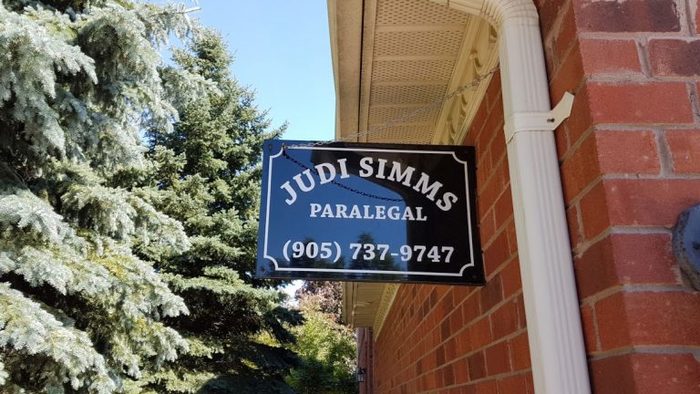 JUDI SIMMS
PARALEGAL
(905) 737-9747